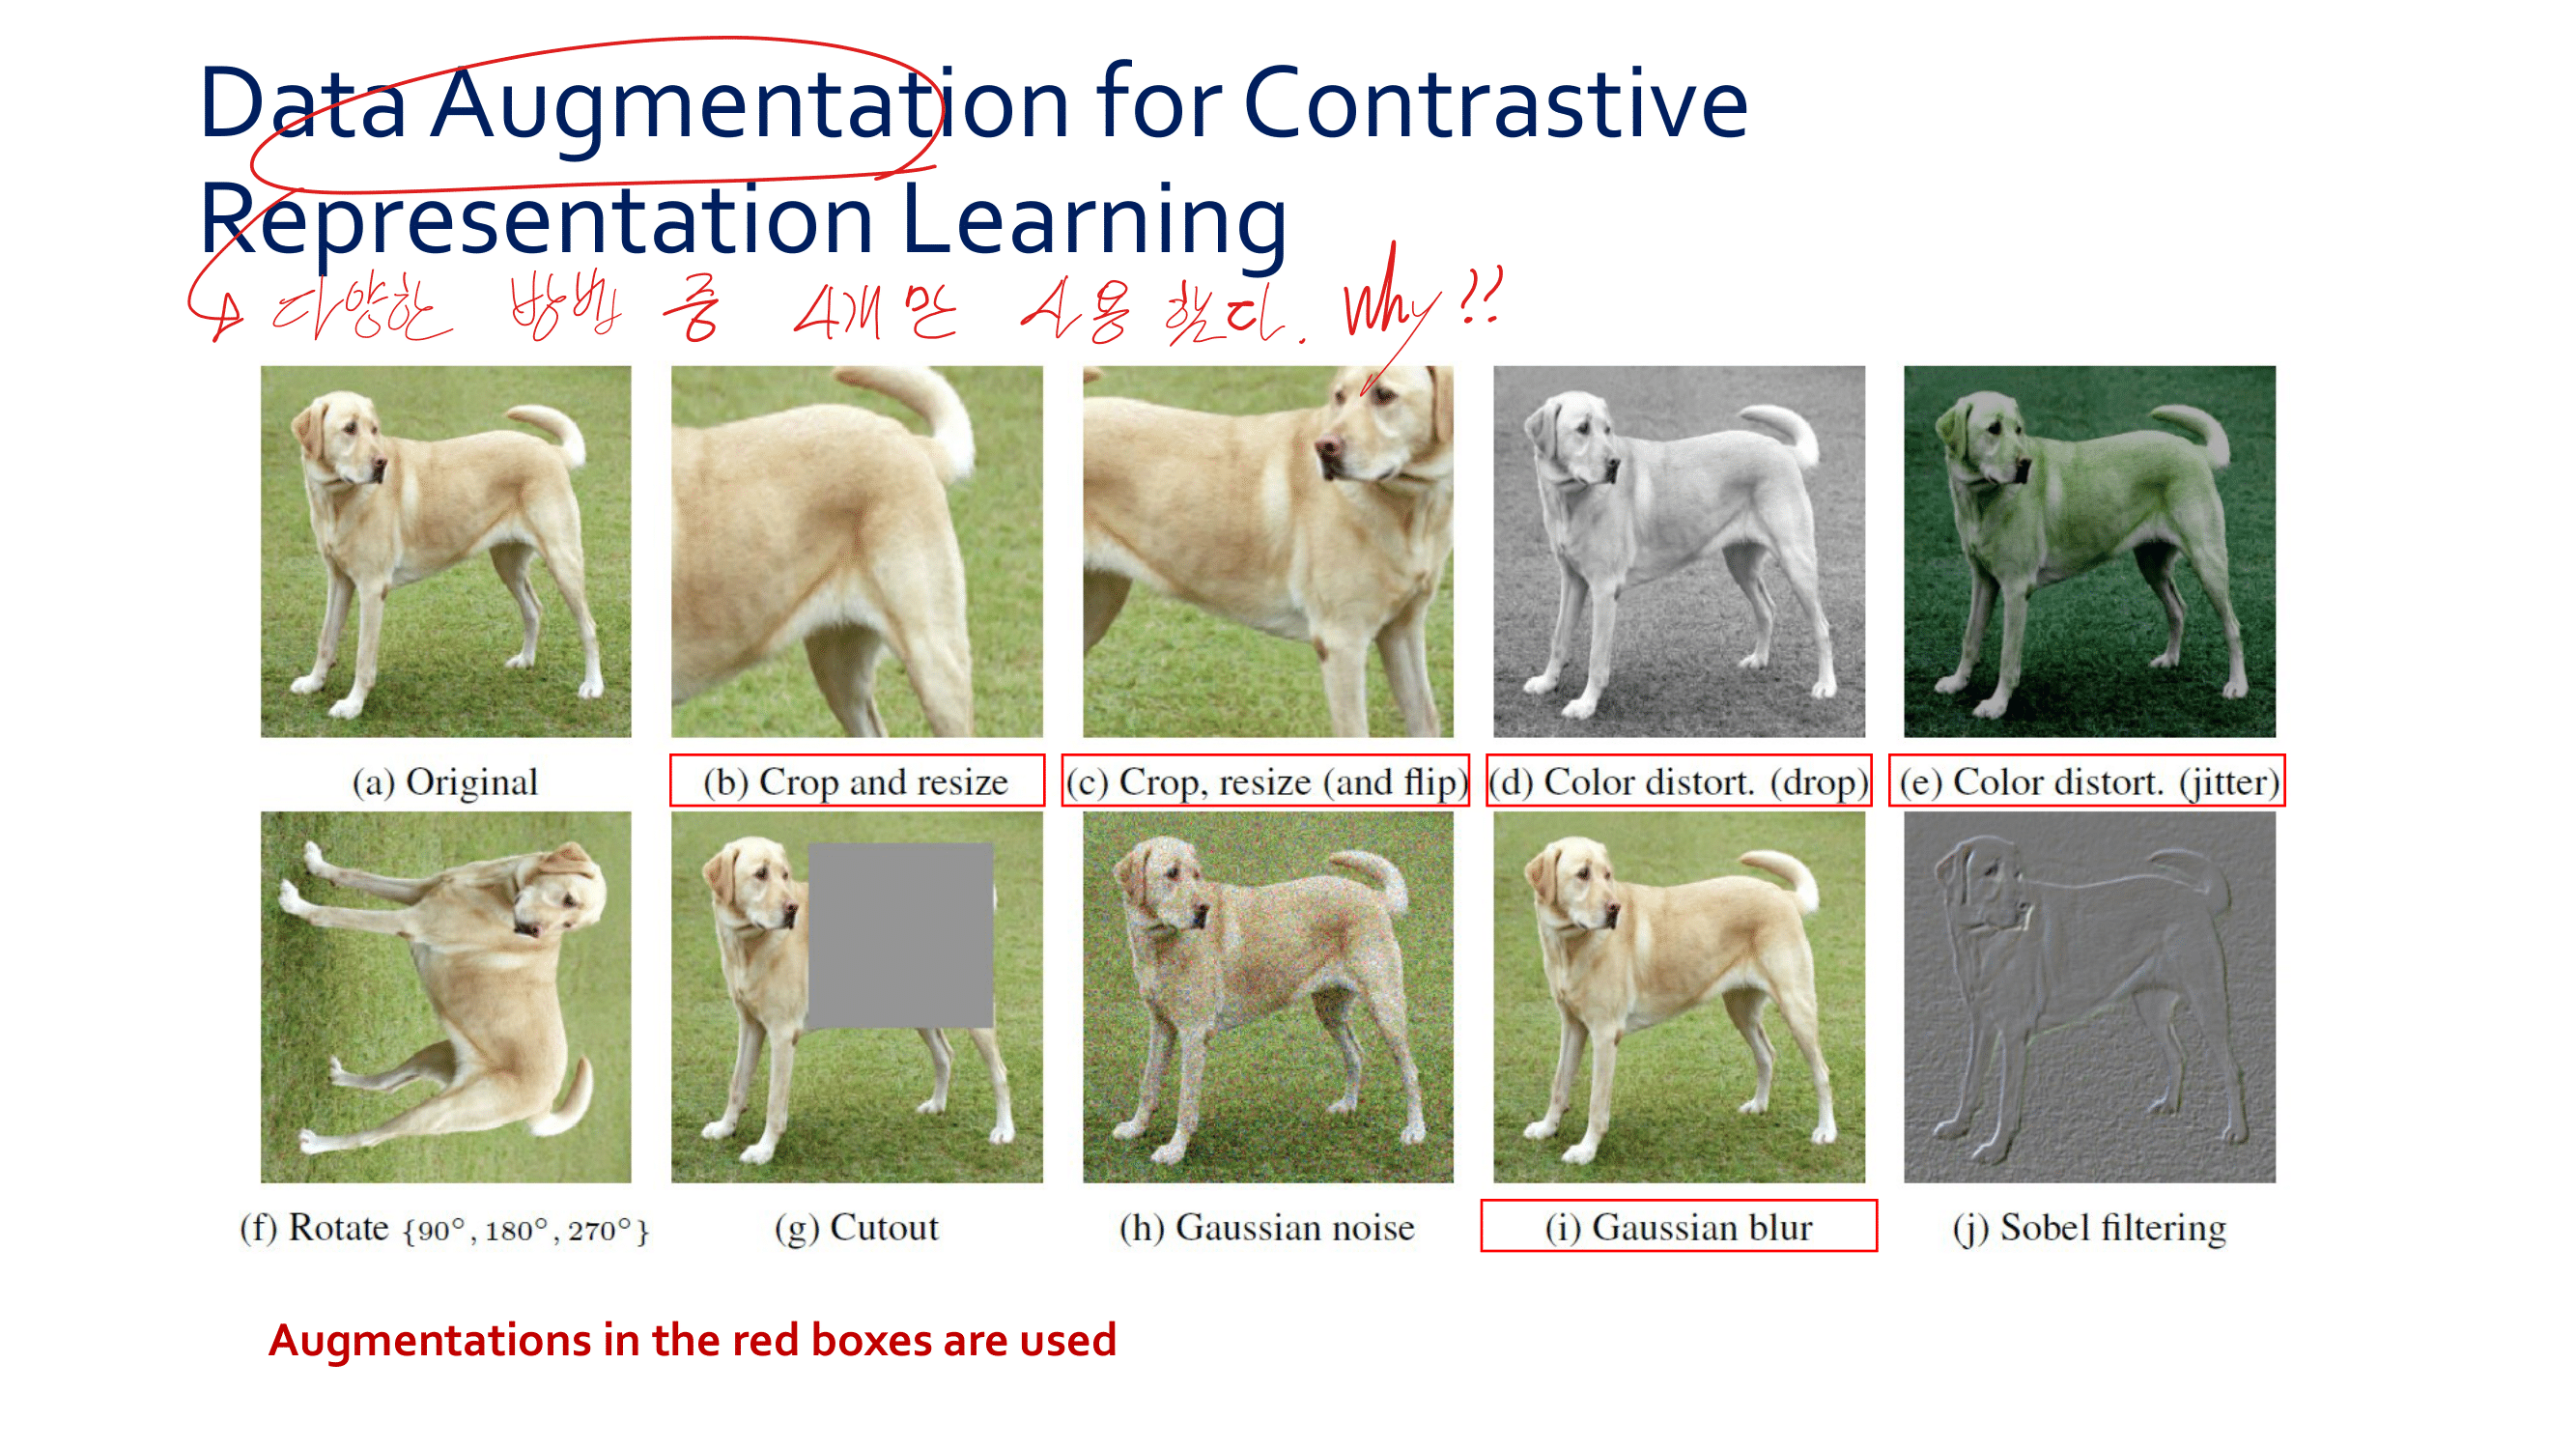 Data Augmentation for Contrastive
Representation Learning
다양한 방법 중 4개만 사용했다. Why??
(a) Original
(b) Crop and resize
(c) Crop, resize (and flip)
(d) Color distort. (drop)
(e) Color distort. (jitter)
(f) Rotate {90°, 180°, 270°}
(g) Cutout
(h) Gaussian noise
(i) Gaussian blur
(j) Sobel filtering
Augmentations in the red boxes are used